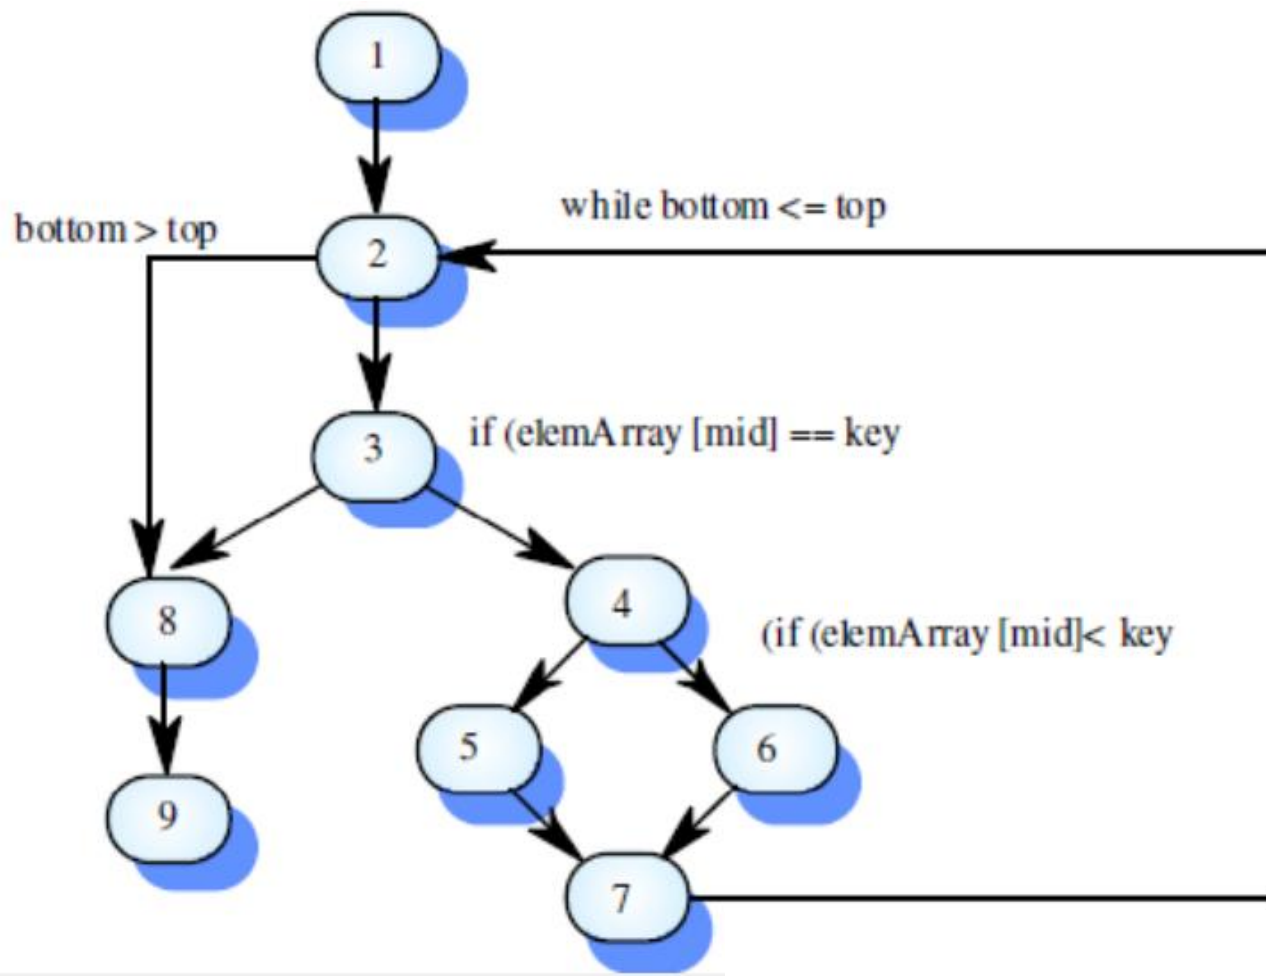 1
while bottom <= top
bottom > top
2
if (elemArray [mid] == key
3
4
8
(if (elemArray [mid]< key
5
6
9
7